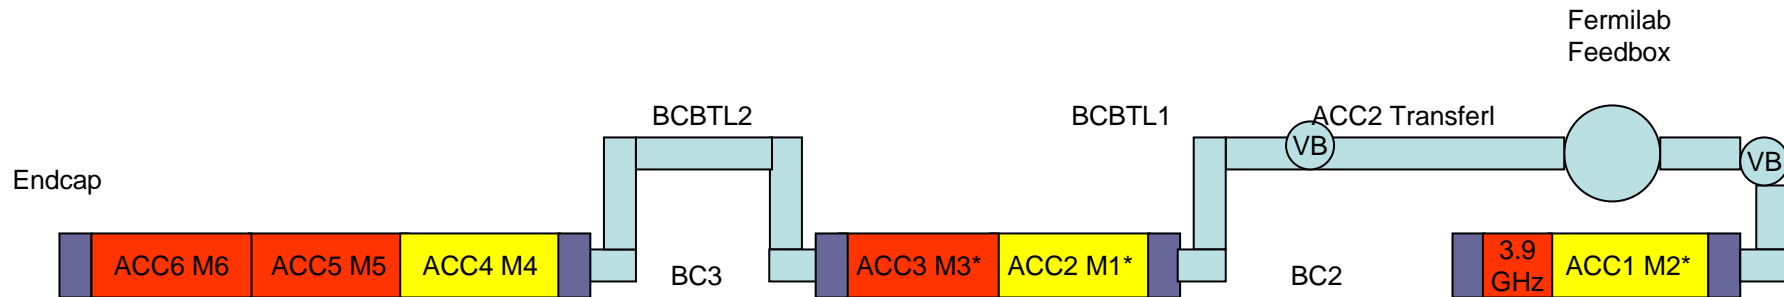 Fermilab
Feedbox
BCBTL2
BCBTL1
ACC2 Transferl
VB
VB
Endcap
ACC6 M6
ACC5 M5
ACC4 M4
BC3
ACC3 M3*
ACC2 M1*
BC2
3.9
GHz
ACC1 M2*